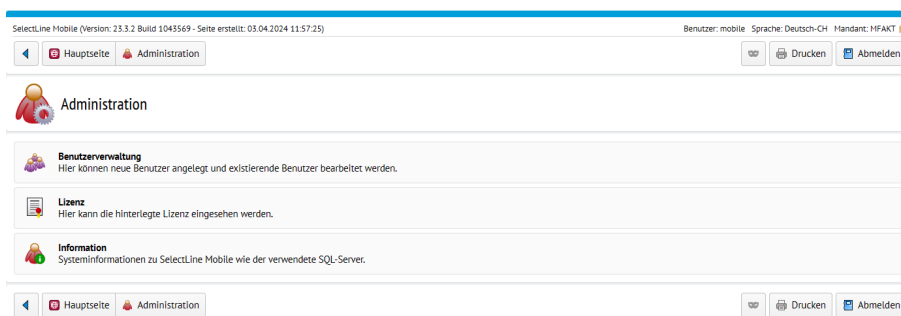 SelectLine Mobile (Version: 23.3.2 Build 1043569 - Seite erstellt: 03.04.2024 11:57:25) Benutzer: mobile Sprache: Deutsch-CH Mandant: MFAKT
Hauptseite Administration Drucken Abmelden
Administration
Benutzerverwaltung
Hier können neue Benutzer angelegt und existierende Benutzer bearbeitet werden.
Lizenz
Hier kann die hinterlegte Lizenz eingesehen werden.
Information
Systeminformationen zu SelectLine Mobile wie der verwendete SQL-Server.
Hauptseite Administration Drucken Abmelden